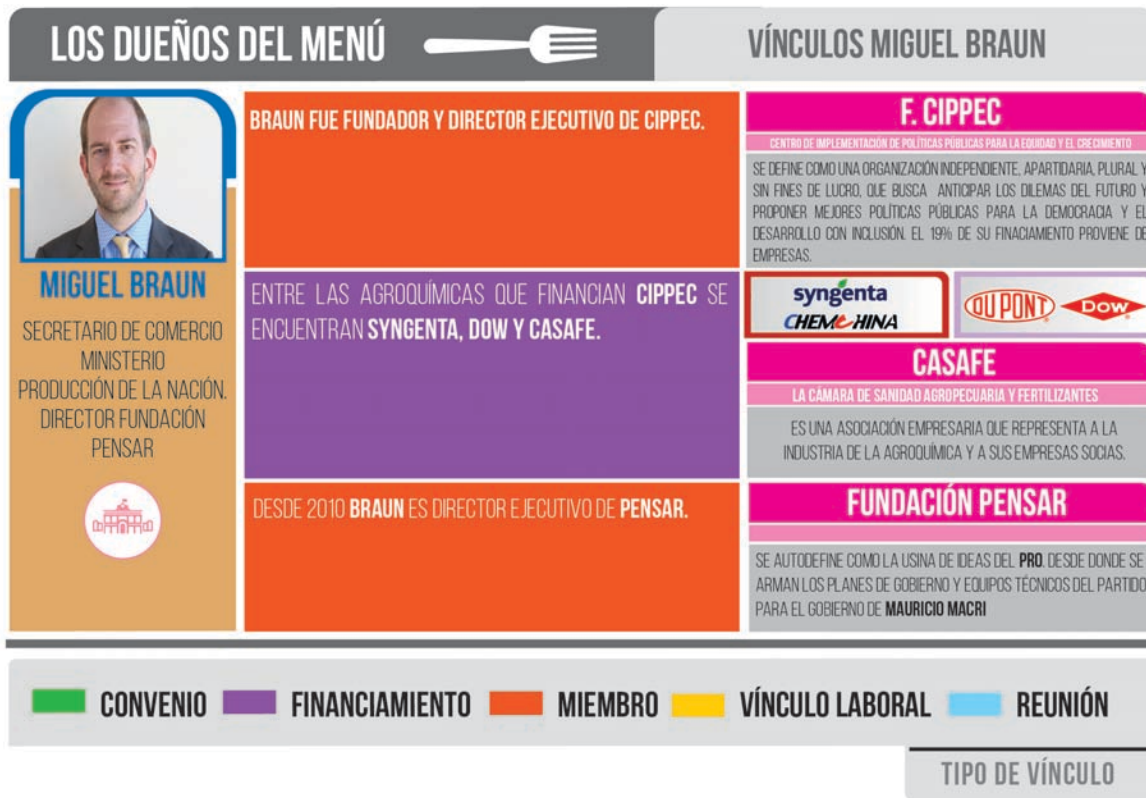 LOS DUEÑOS DEL MENÚ
VÍNCULOS MIGUEL BRAUN
MIGUEL BRAUN
SECRETARIO DE COMERCIO
MINISTERIO
PRODUCCIÓN DE LA NACIÓN.
DIRECTOR FUNDACIÓN
PENSAR
BRAUN FUE FUNDADOR Y DIRECTOR EJECUTIVO DE CIPPEC.
F. CIPPEC
CENTRO DE IMPLEMENTACIÓN DE POLÍTICAS PÚBLICAS PARA LA EQUIDAD Y EL CRECIMIENTO
SE DEFINE COMO UNA ORGANIZACIÓN INDEPENDIENTE, APARTIDARIA, PLURAL Y
SIN FINES DE LUCRO, QUE BUSCA ANTICIPAR LOS DILEMAS DEL FUTURO Y
PROPONER MEJORES POLÍTICAS PÚBLICAS PARA LA DEMOCRACIA Y EL
DESARROLLO CON INCLUSIÓN. EL 19% DE SU FINACIAMIENTO PROVIENE DE
EMPRESAS.
ENTRE LAS AGROQUÍMICAS QUE FINANCIAN CIPPEC SE
ENCUENTRAN SYNGENTA, DOW Y CASAFE.
syngenta
CHEMCHINA
DU PONT
Dow
CASAFE
LA CÁMARA DE SANIDAD AGROPECUARIA Y FERTILIZANTES
ES UNA ASOCIACIÓN EMPRESARIA QUE REPRESENTA A LA
INDUSTRIA DE LA AGROQUÍMICA Y A SUS EMPRESAS SOCIAS.
DESDE 2010 BRAUN ES DIRECTOR EJECUTIVO DE PENSAR.
FUNDACIÓN PENSAR
SE AUTODEFINE COMO LA USINA DE IDEAS DEL PRO. DESDE DONDE SE
ARMAN LOS PLANES DE GOBIERNO Y EQUIPOS TÉCNICOS DEL PARTIDO
PARA EL GOBIERNO DE MAURICIO MACRI
CONVENIO
FINANCIAMIENTO
MIEMBRO
VÍNCULO LABORAL
REUNIÓN
TIPO DE VÍNCULO